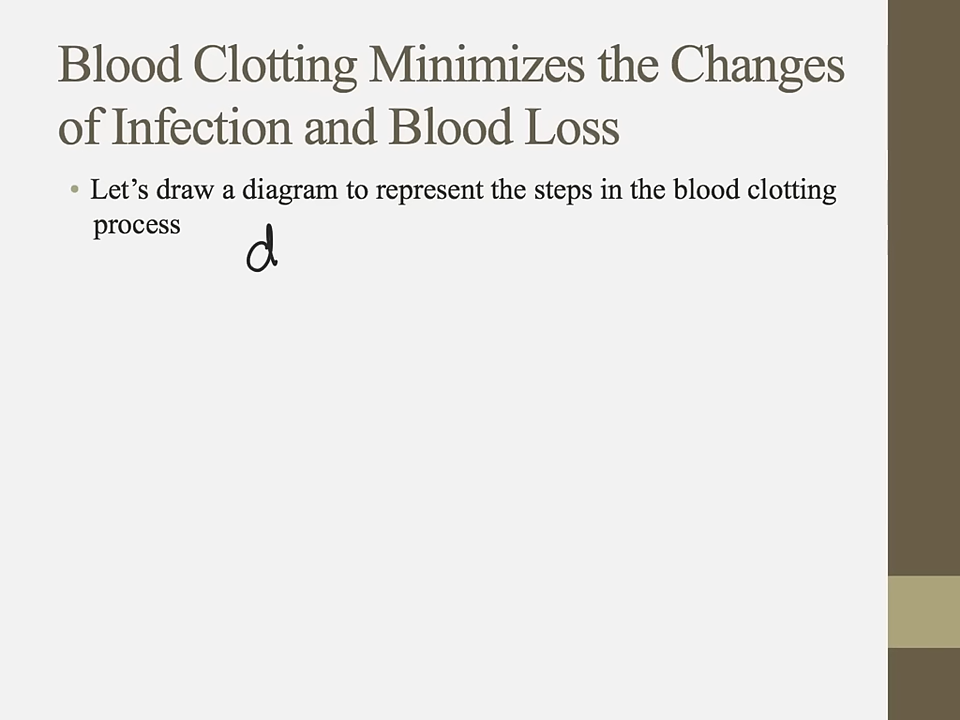 Blood Clotting Minimizes the Changes
of Infection and Blood Loss
• Let’s draw a diagram to represent the steps in the blood clotting
process
d